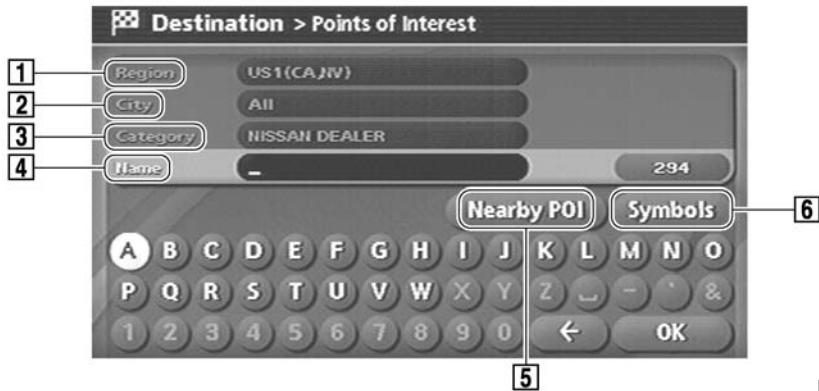 Destination > Points of Interest
1 Region US1(CA,NV)
2 City All
3 Category NISSAN DEALER
4 Name _ 294
Nearby POI Symbols 6
A B C D E F G H I J K L M N O
P Q R S T U V W X Y Z ␣ - ' &
1 2 3 4 5 6 7 8 9 0 ← OK
5